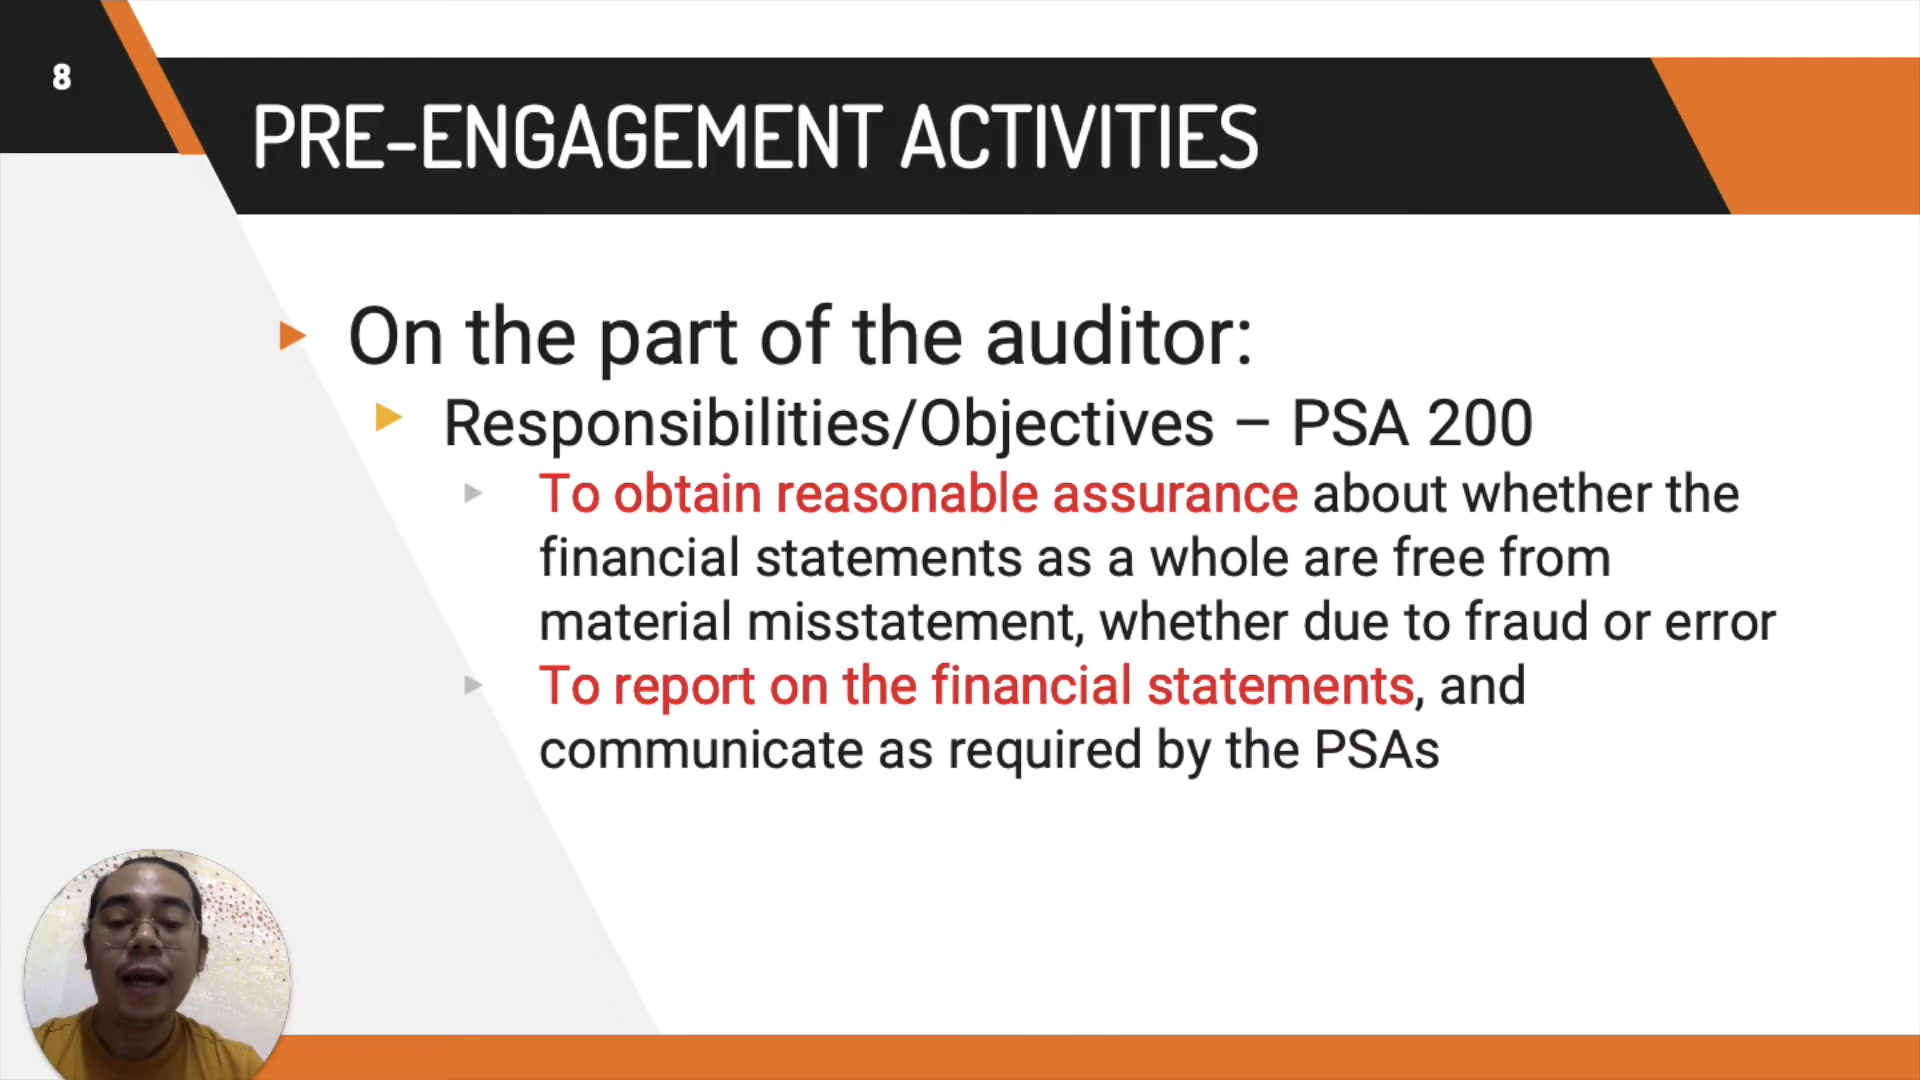 8
PRE-ENGAGEMENT ACTIVITIES
On the part of the auditor:
Responsibilities/Objectives – PSA 200
To obtain reasonable assurance about whether the
financial statements as a whole are free from
material misstatement, whether due to fraud or error
To report on the financial statements, and
communicate as required by the PSAs